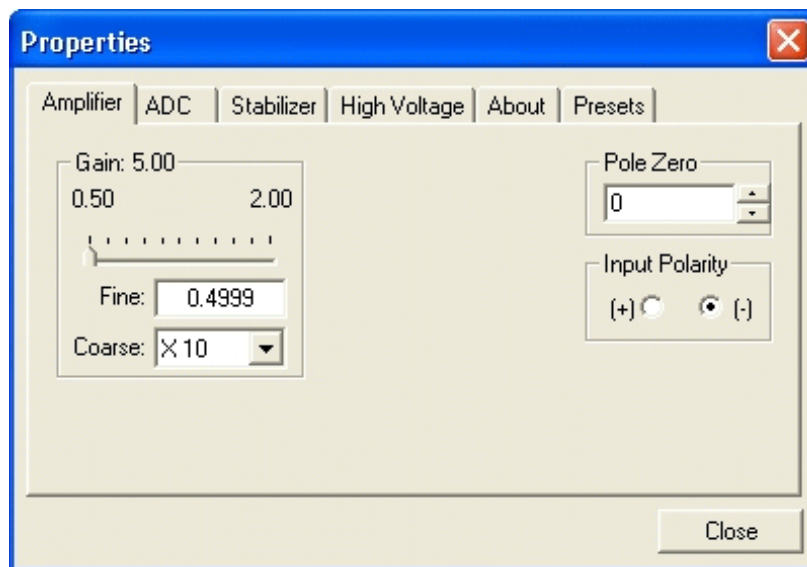 Properties
Amplifier ADC Stabilizer High Voltage About Presets
Gain: 5.00
0.50 2.00
Fine: 0.4999
Coarse: X 10
Pole Zero
0
Input Polarity
(+) (-)
Close